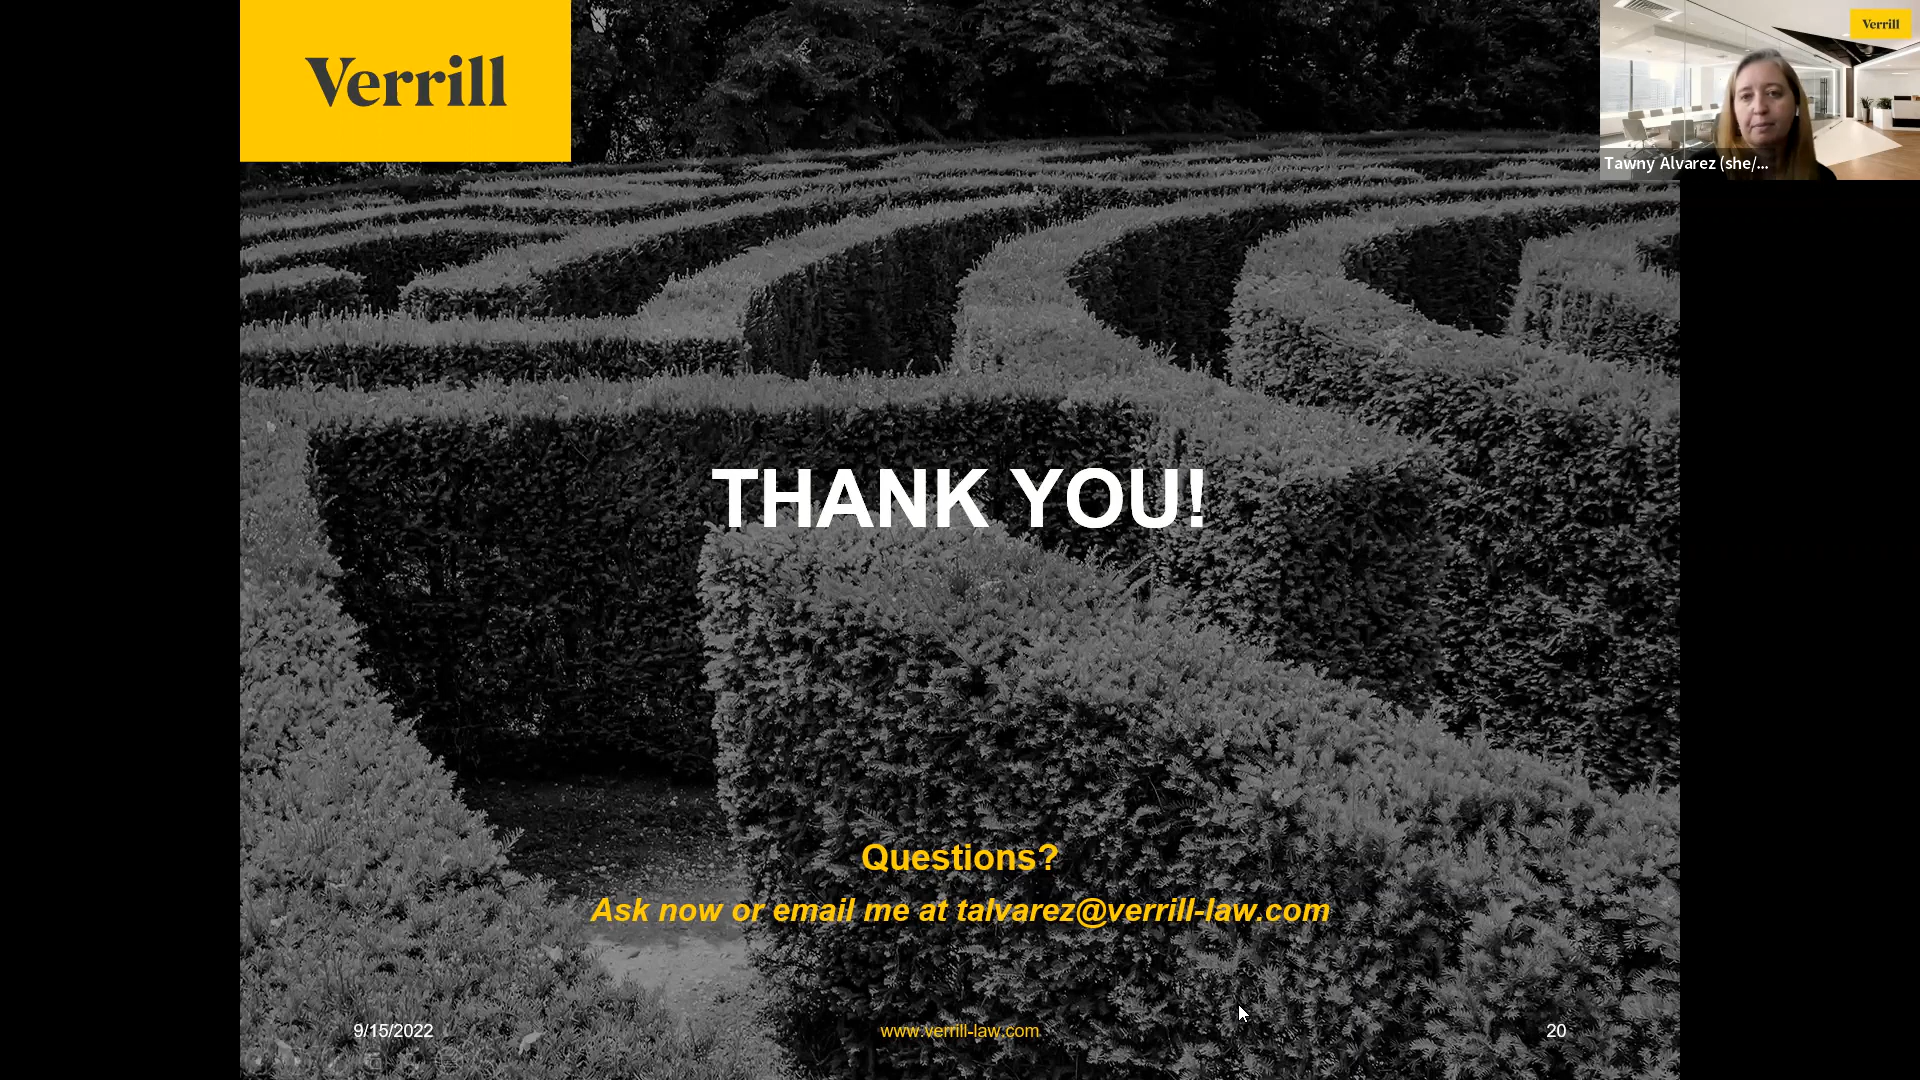 Verrill
Verrill
Tawny Alvarez (she/...
THANK YOU!
Questions?
Ask now or email me at talvarez@verrill-law.com
9/15/2022
www.verrill-law.com
20